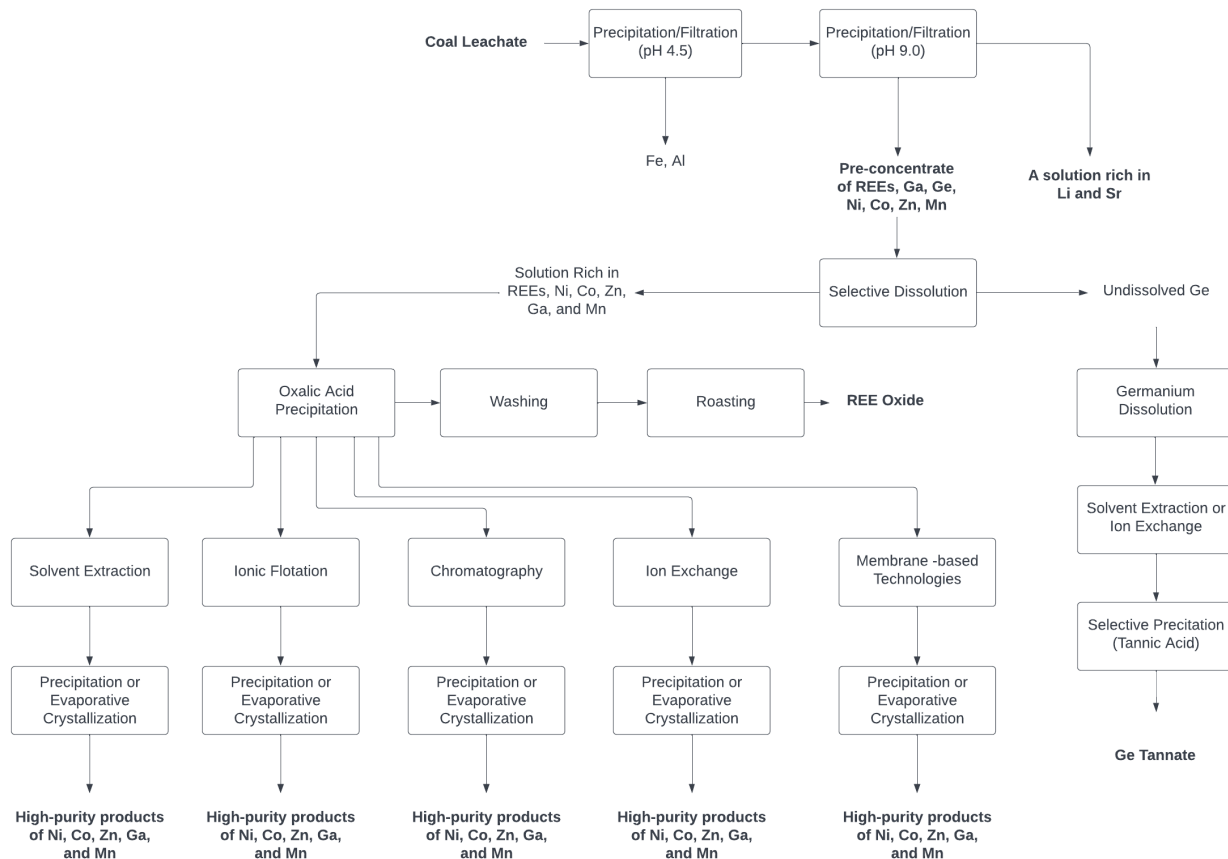 Coal Leachate
Precipitation/Filtration
(pH 4.5)
Precipitation/Filtration
(pH 9.0)
Fe, Al
Pre-concentrate
of REEs, Ga, Ge,
Ni, Co, Zn, Mn
A solution rich in
Li and Sr
Solution Rich in
REEs, Ni, Co, Zn,
Ga, and Mn
Selective Dissolution
Undissolved Ge
Oxalic Acid
Precipitation
Washing
Roasting
REE Oxide
Germanium
Dissolution
Solvent Extraction or
Ion Exchange
Solvent Extraction
Ionic Flotation
Chromatography
Ion Exchange
Membrane -based
Technologies
Selective Precitation
(Tannic Acid)
Precipitation or
Evaporative
Crystallization
Precipitation or
Evaporative
Crystallization
Precipitation or
Evaporative
Crystallization
Precipitation or
Evaporative
Crystallization
Precipitation or
Evaporative
Crystallization
Ge Tannate
High-purity products
of Ni, Co, Zn, Ga,
and Mn
High-purity products
of Ni, Co, Zn, Ga,
and Mn
High-purity products
of Ni, Co, Zn, Ga,
and Mn
High-purity products
of Ni, Co, Zn, Ga,
and Mn
High-purity products
of Ni, Co, Zn, Ga,
and Mn